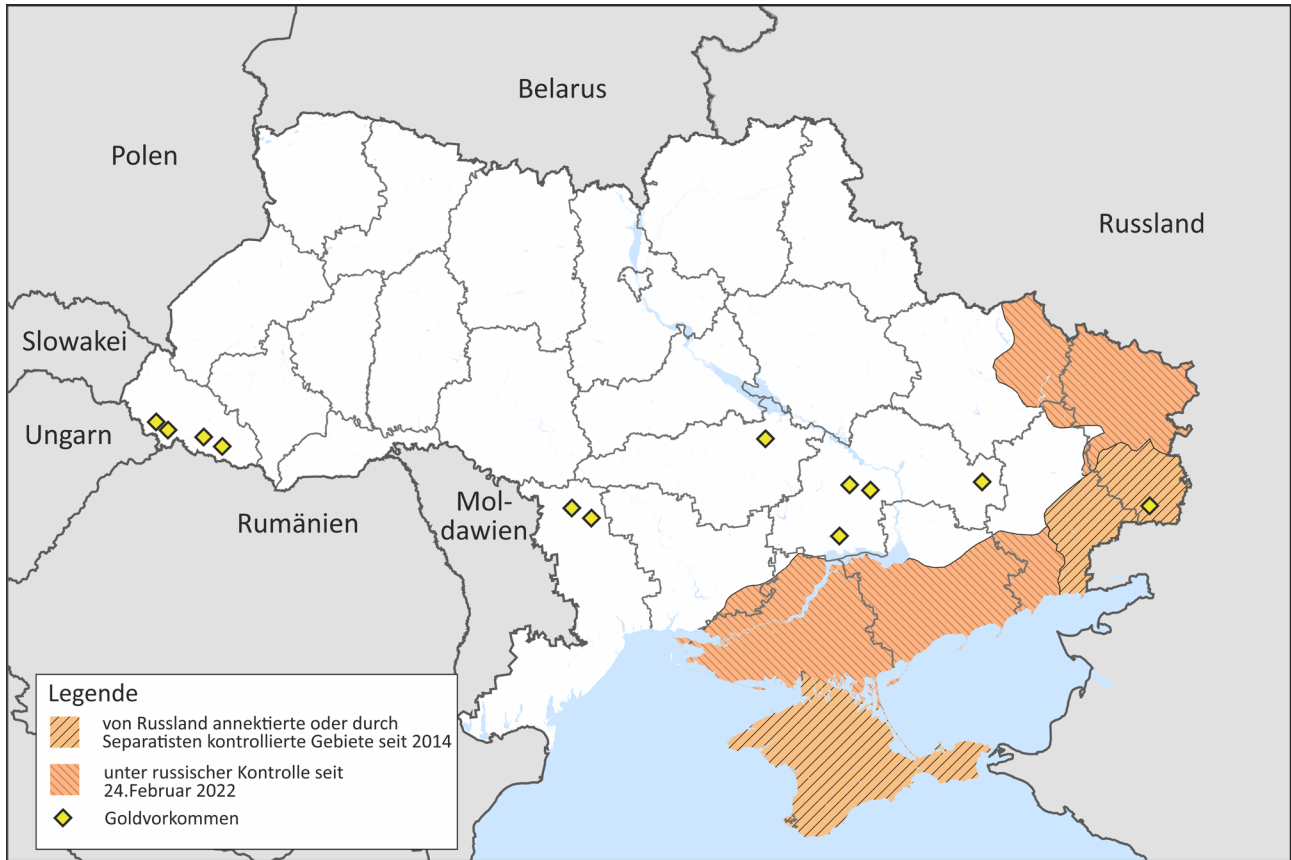 Belarus
Polen
Russland
Slowakei
Ungarn
Mol-
dawien
Rumänien
Legende
von Russland annektierte oder durch
Separatisten kontrollierte Gebiete seit 2014
unter russischer Kontrolle seit
24.Februar 2022
Goldvorkommen